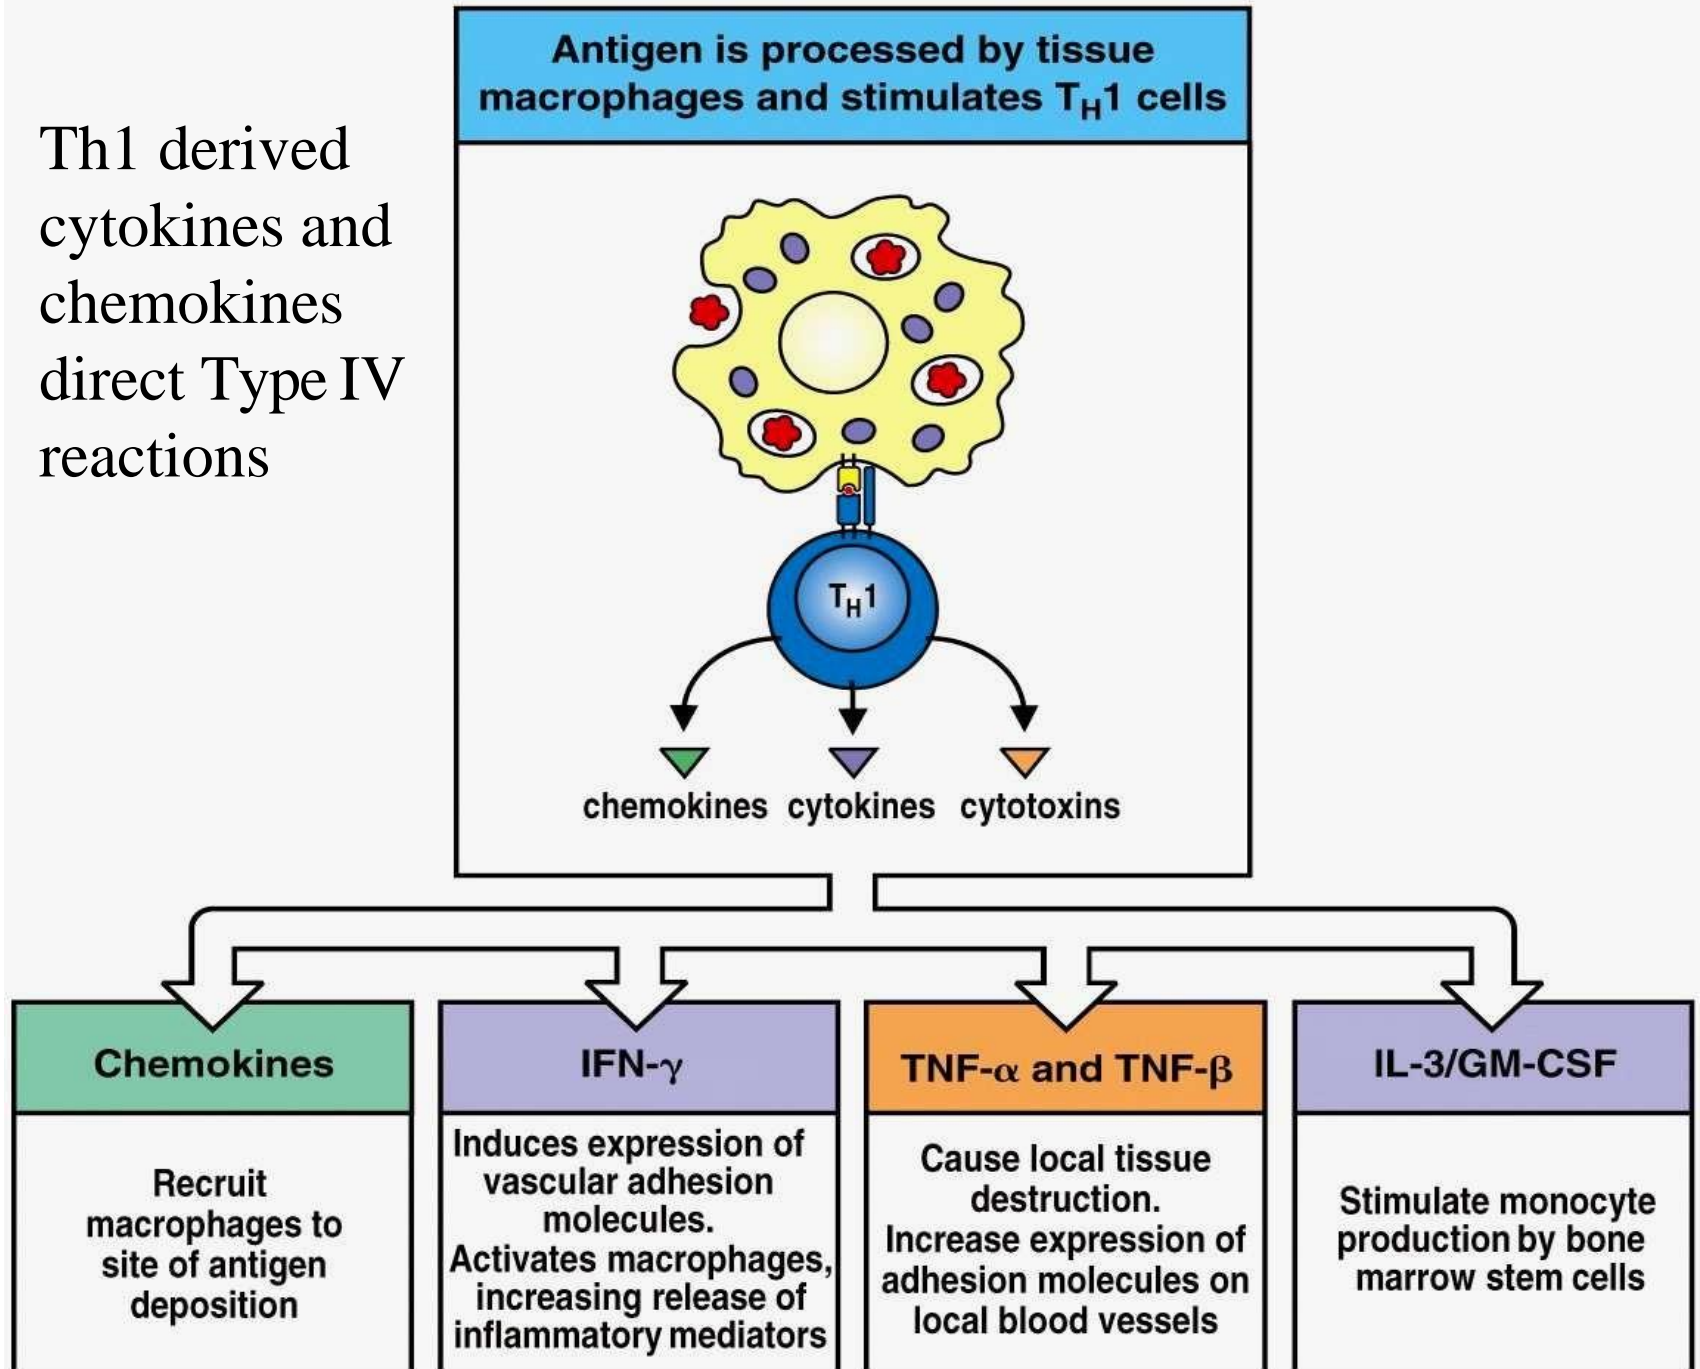 Th1 derived
cytokines and
chemokines
direct Type IV
reactions
Antigen is processed by tissue
macrophages and stimulates TH1 cells
TH1
chemokines cytokines cytotoxins
Chemokines
Recruit
macrophages to
site of antigen
deposition
IFN-γ
Induces expression of
vascular adhesion
molecules.
Activates macrophages,
increasing release of
inflammatory mediators
TNF-α and TNF-β
Cause local tissue
destruction.
Increase expression of
adhesion molecules on
local blood vessels
IL-3/GM-CSF
Stimulate monocyte
production by bone
marrow stem cells